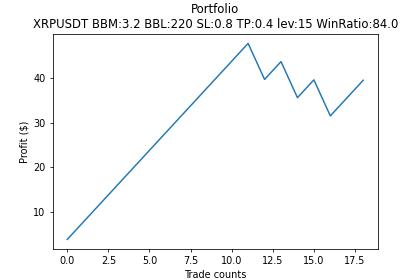 Portfolio
XRPUSDT BBM:3.2 BBL:220 SL:0.8 TP:0.4 lev:15 WinRatio:84.0
40
30
20
10
Profit ($)
0.0 2.5 5.0 7.5 10.0 12.5 15.0 17.5
Trade counts